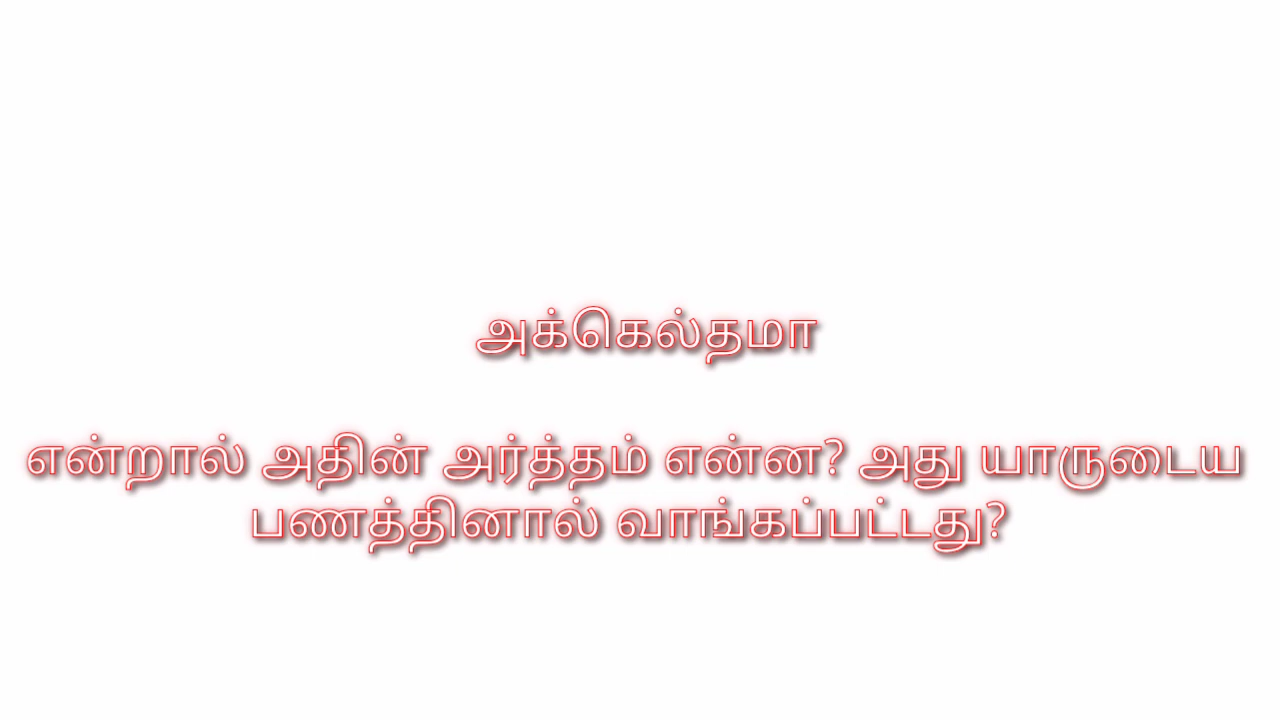 அக்கெல்தமா
என்றால் அதின் அர்த்தம் என்ன? அது யாருடைய
பணத்தினால் வாங்கப்பட்டது?